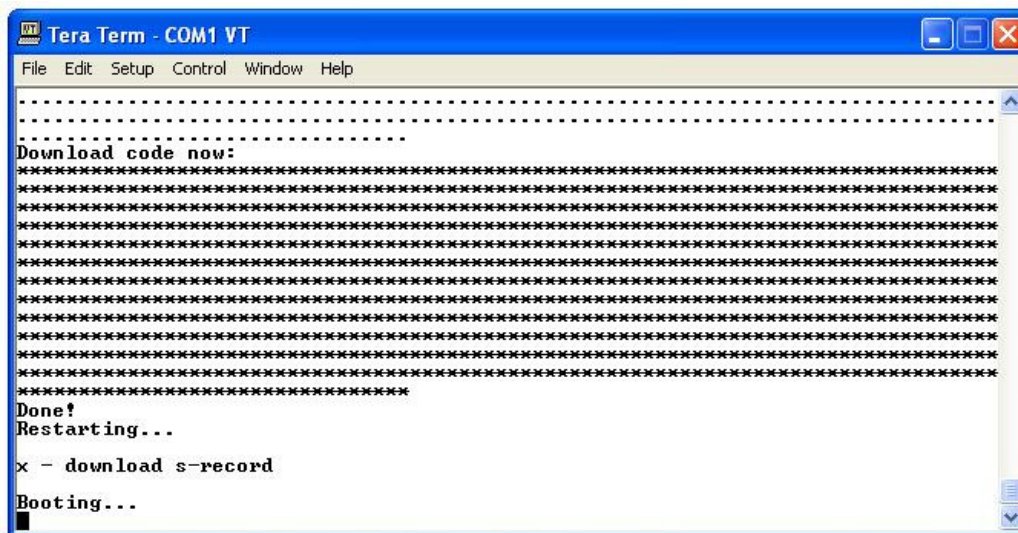 Tera Term - COM1 VT
File Edit Setup Control Window Help
................................................................................
................................................................................
................................
Download code now:
********************************************************************************
********************************************************************************
********************************************************************************
********************************************************************************
********************************************************************************
********************************************************************************
********************************************************************************
********************************************************************************
********************************************************************************
********************************************************************************
********************************************************************************
********************************************************************************
********************************
Done!
Restarting...
x - download s-record
Booting...